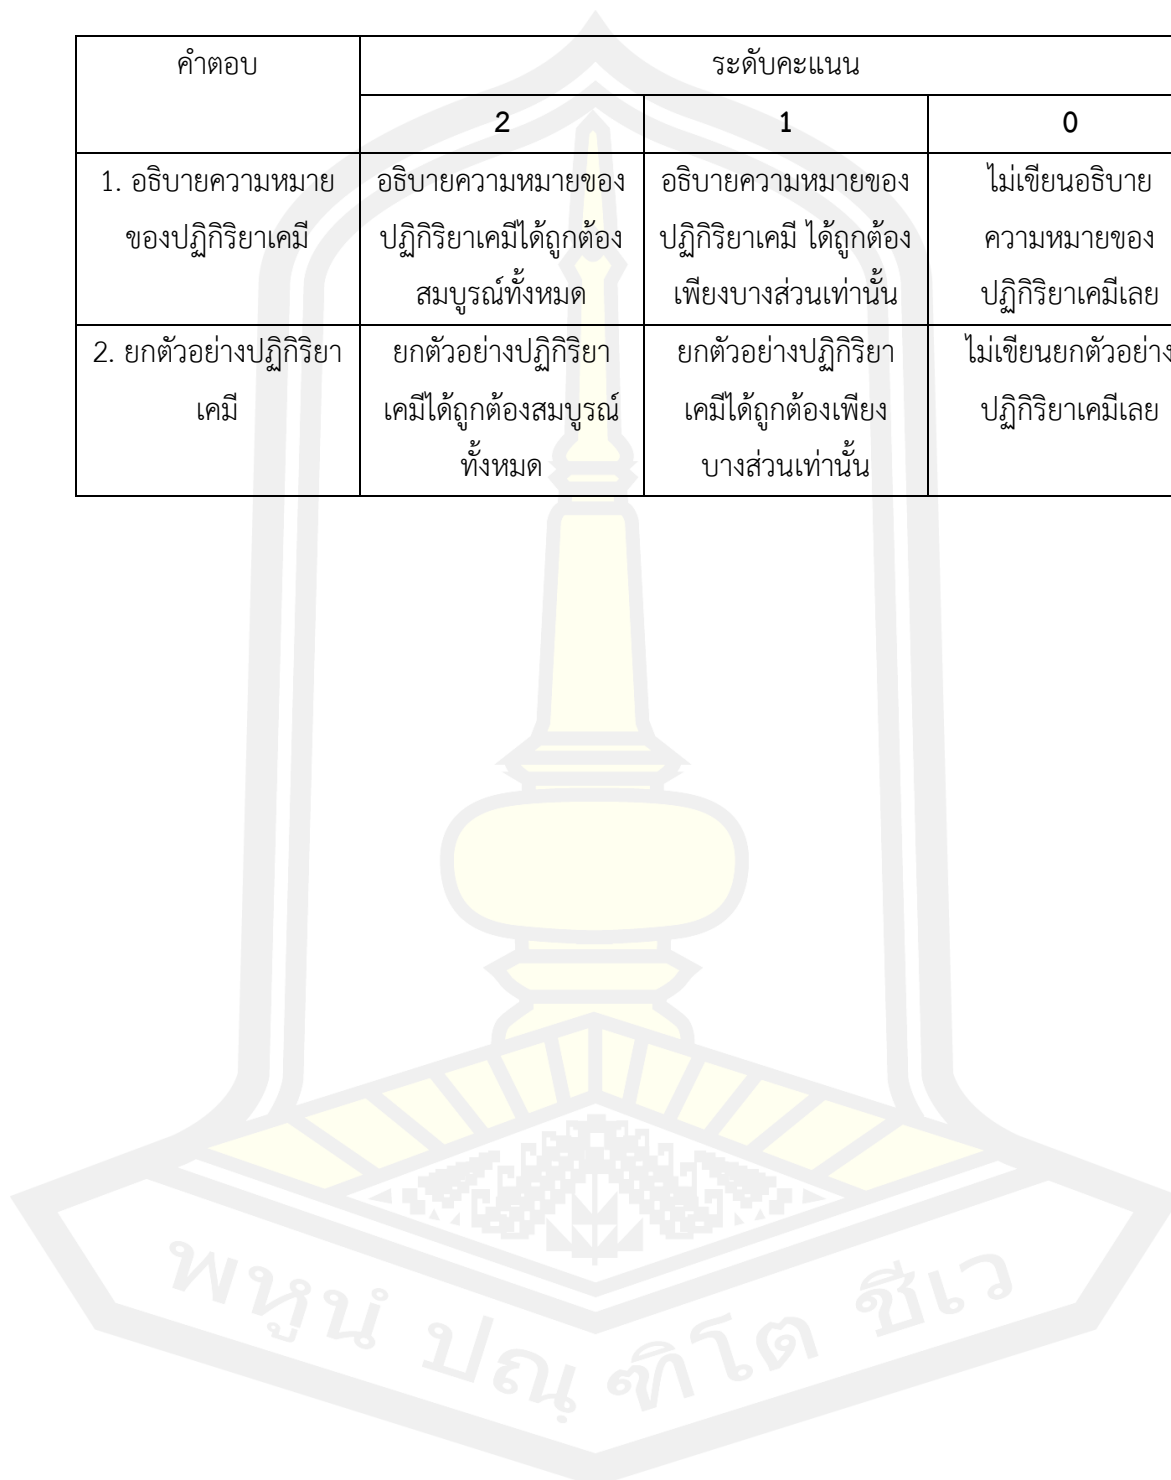 คำตอบ ระดับคะแนน
2 1 0
1. อธิบายความหมาย อธิบายความหมายของ อธิบายความหมายของ ไม่เขียนอธิบาย
ของปฏิกิริยาเคมี ปฏิกิริยาเคมีได้ถูกต้อง ปฏิกิริยาเคมี ได้ถูกต้อง ความหมายของ
สมบูรณ์ทั้งหมด เพียงบางส่วนเท่านั้น ปฏิกิริยาเคมีเลย
2. ยกตัวอย่างปฏิกิริยา ยกตัวอย่างปฏิกิริยา ยกตัวอย่างปฏิกิริยา ไม่เขียนยกตัวอย่าง
เคมี เคมีได้ถูกต้องสมบูรณ์ เคมีได้ถูกต้องเพียง ปฏิกิริยาเคมีเลย
ทั้งหมด บางส่วนเท่านั้น
พหูนํ ปณฺฑิโต ชีเว